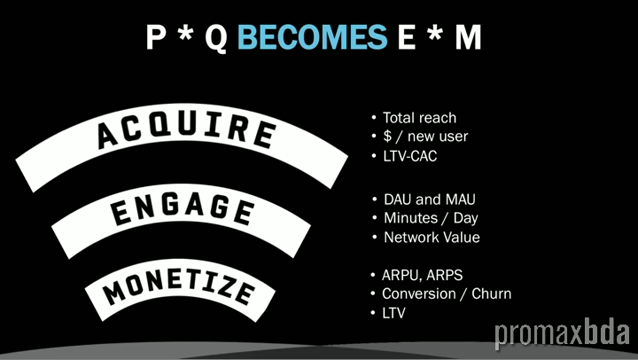 P * Q BECOMES E * M
ACQUIRE
• Total reach
• $ / new user
• LTV-CAC
ENGAGE
• DAU and MAU
• Minutes / Day
• Network Value
MONETIZE
• ARPU, ARPS
• Conversion / Churn
• LTV
promaxbda